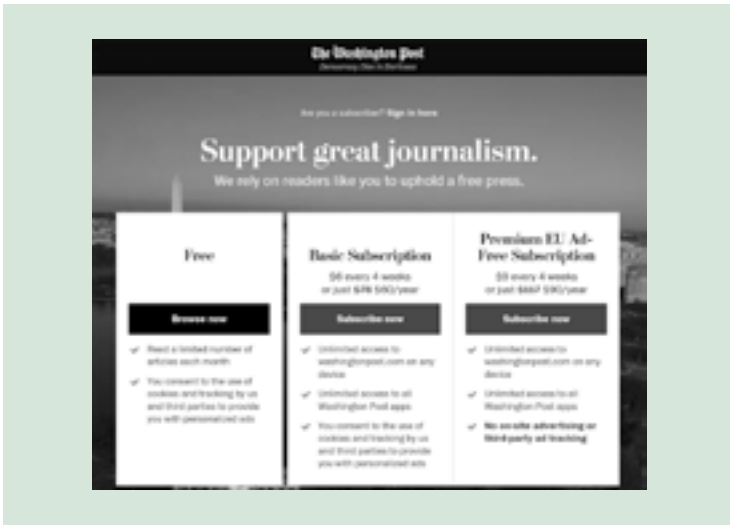 The Washington Post
Democracy Dies in Darkness
Are you a subscriber? Sign in here
Support great journalism.
We rely on readers like you to uphold a free press.
Free
Browse now
Read a limited number of
articles each month
You consent to the use of
cookies and tracking by us
and third parties to provide
you with personalized ads
Basic Subscription
$6 every 4 weeks
or just $78 $60/year
Subscribe now
Unlimited access to
washingtonpost.com on any
device
Unlimited access to all
Washington Post apps
You consent to the use of
cookies and tracking by us
and third parties to provide
you with personalized ads
Premium EU Ad-
Free Subscription
$9 every 4 weeks
or just $117 $90/year
Subscribe now
Unlimited access to
washingtonpost.com on any
device
Unlimited access to all
Washington Post apps
No on-site advertising or
third-party ad tracking